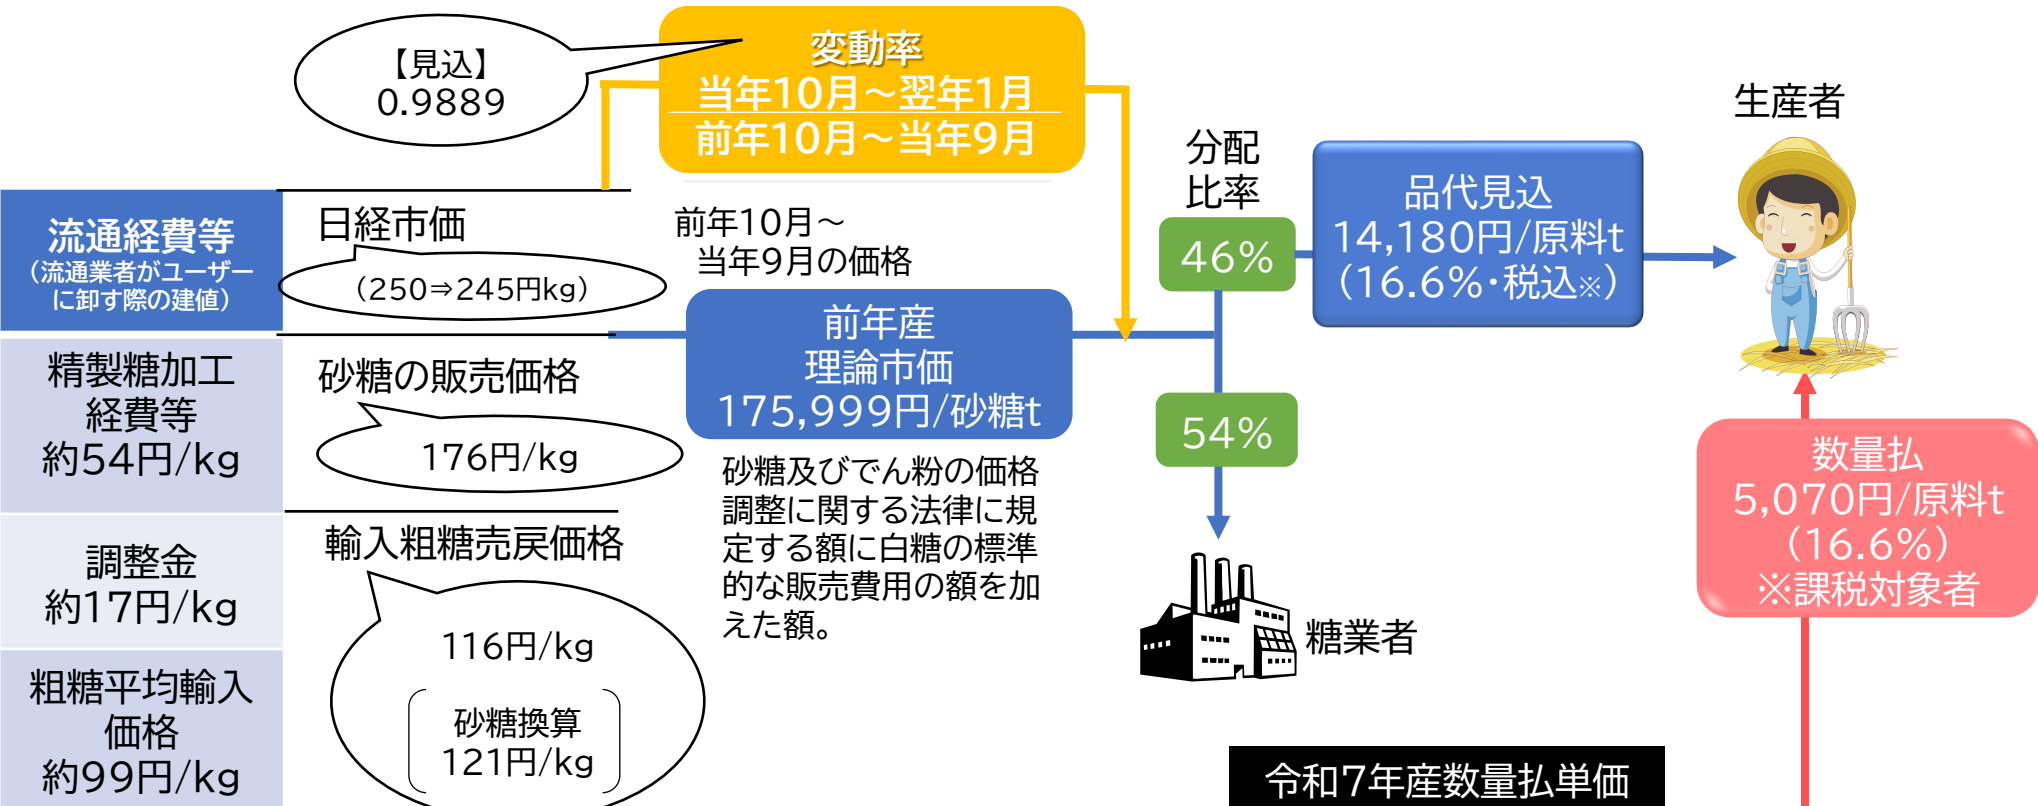 【見込】
0.9889
変動率
当年10月～翌年1月
前年10月～当年9月
流通経費等
（流通業者がユーザー
に卸す際の建値）
日経市価
（250⇒245円kg）
精製糖加工
経費等
約54円/kg
砂糖の販売価格
176円/kg
調整金
約17円/kg
輸入粗糖売戻価格
116円/kg
砂糖換算
121円/kg
粗糖平均輸入
価格
約99円/kg
前年10月～
当年9月の価格
前年産
理論市価
175,999円/砂糖t
砂糖及びでん粉の価格
調整に関する法律に規
定する額に白糖の標準
的な販売費用の額を加
えた額。
分配
比率
46%
54%
糖業者
品代見込
14,180円/原料t
（16.6%・税込※）
生産者
数量払
5,070円/原料t
（16.6%）
※課税対象者
令和7年産数量払単価